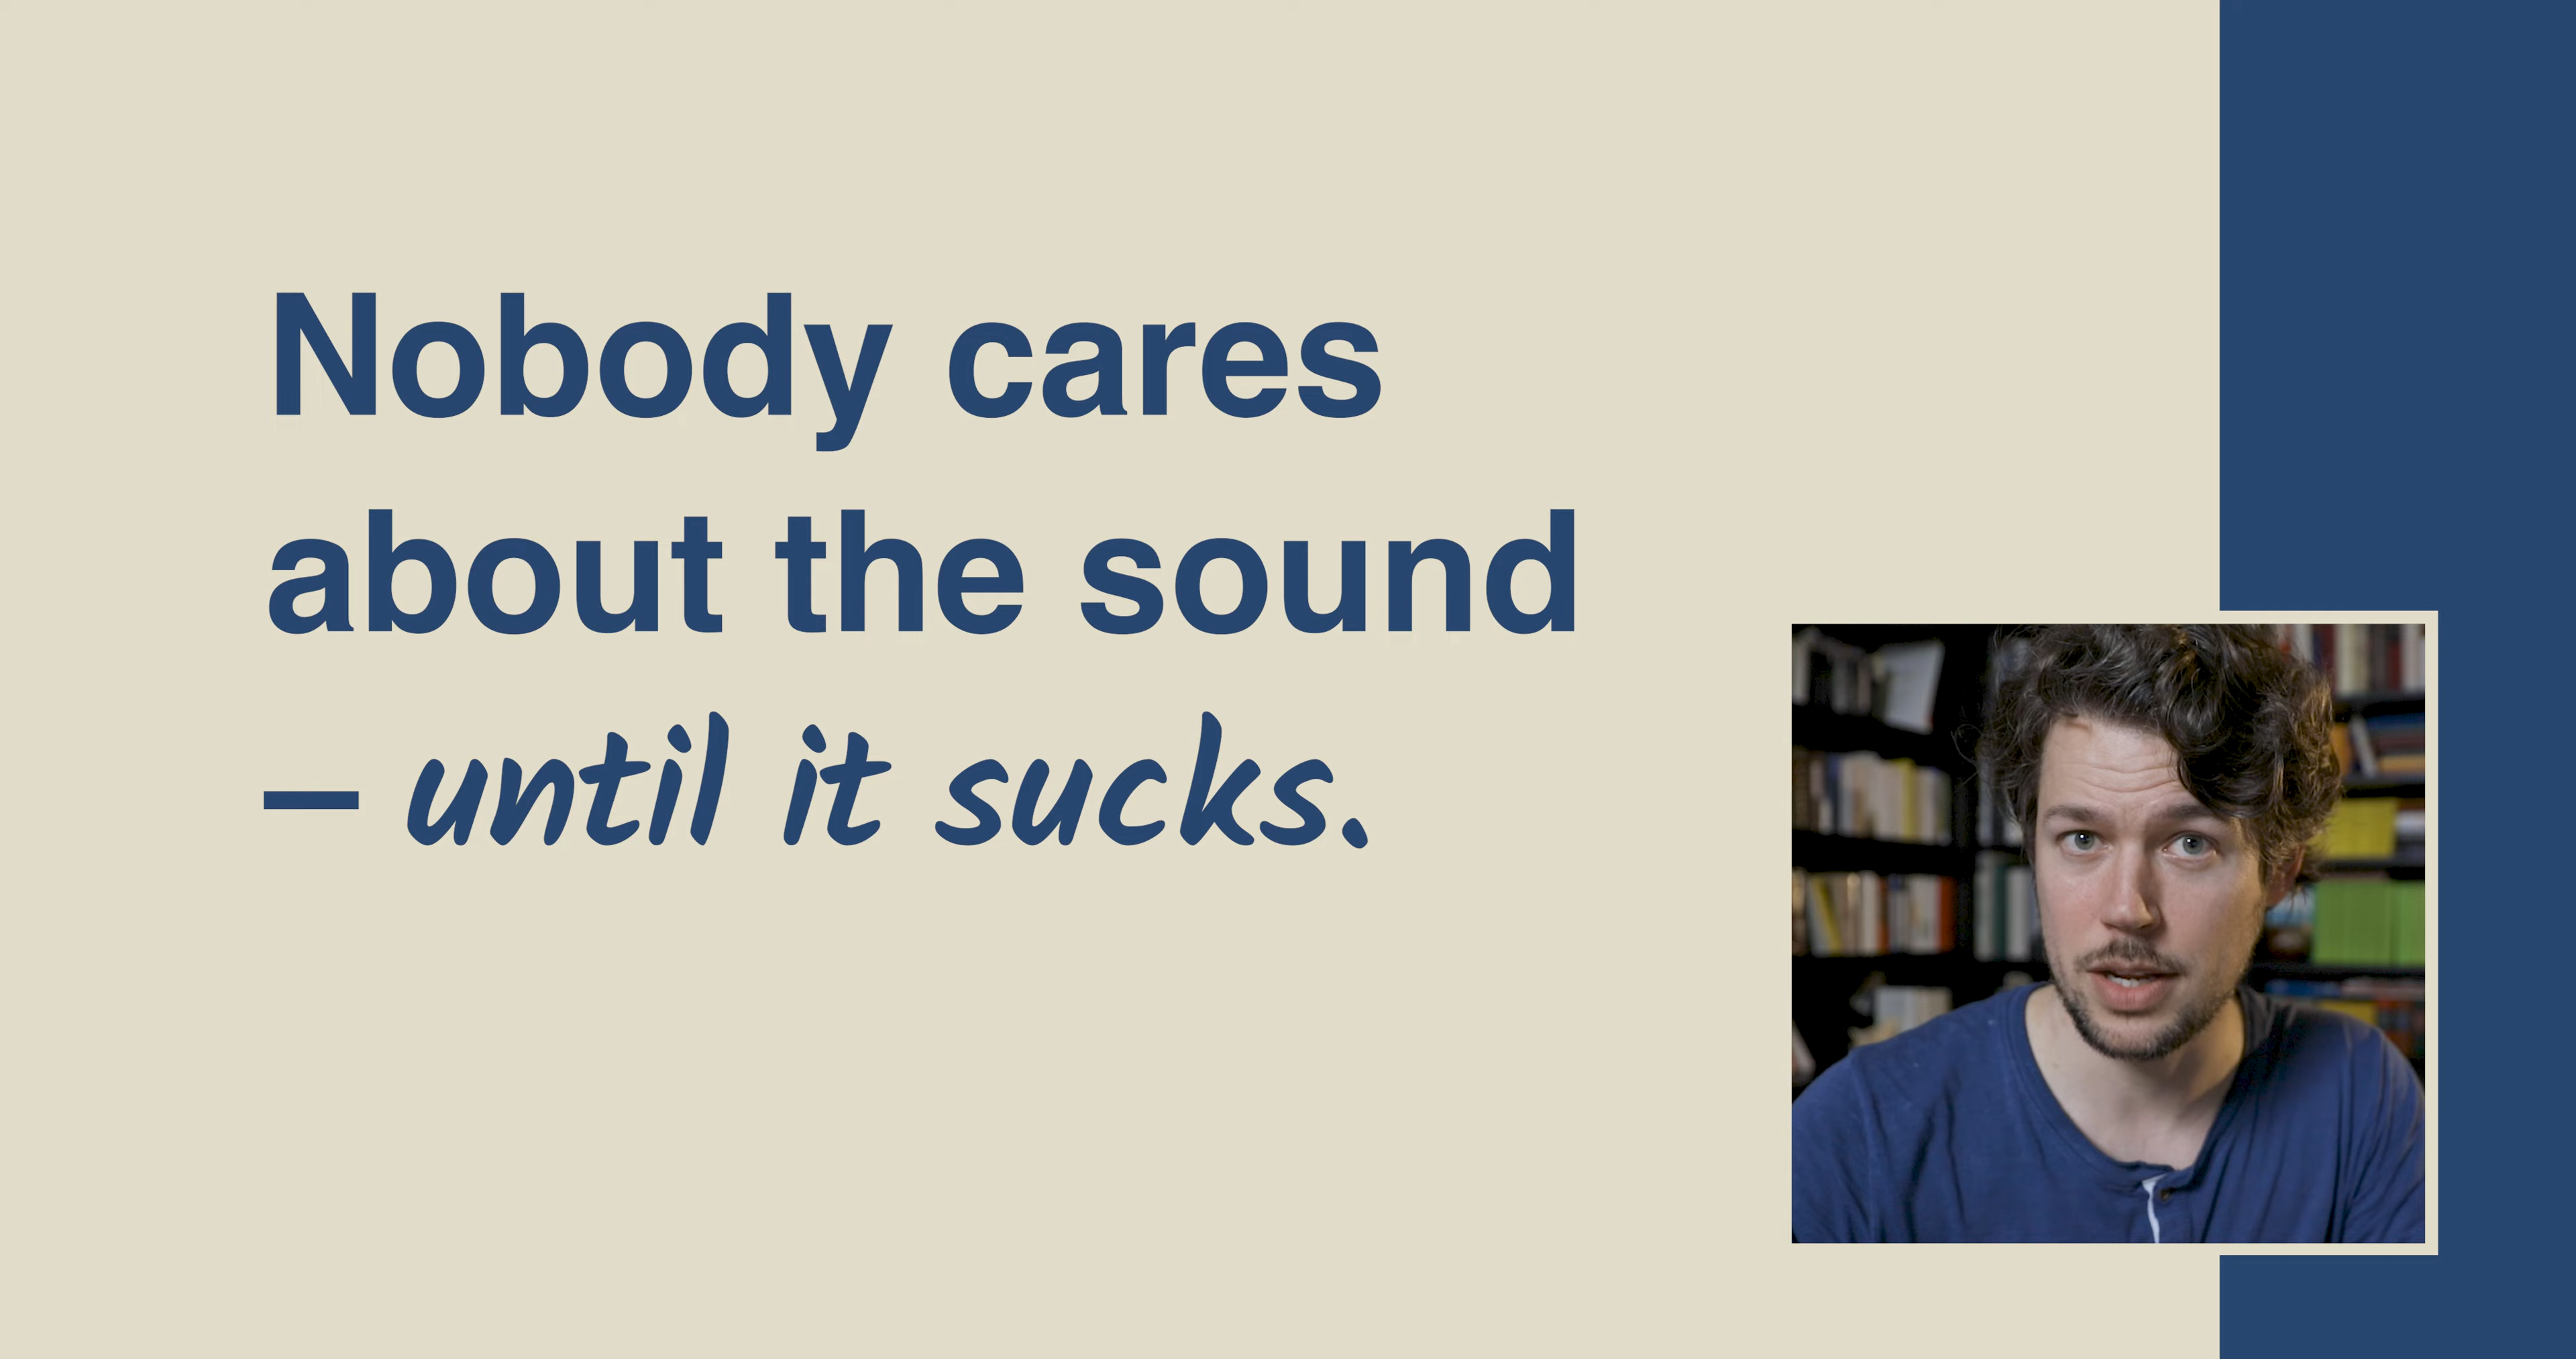 Nobody cares
about the sound
– until it sucks.